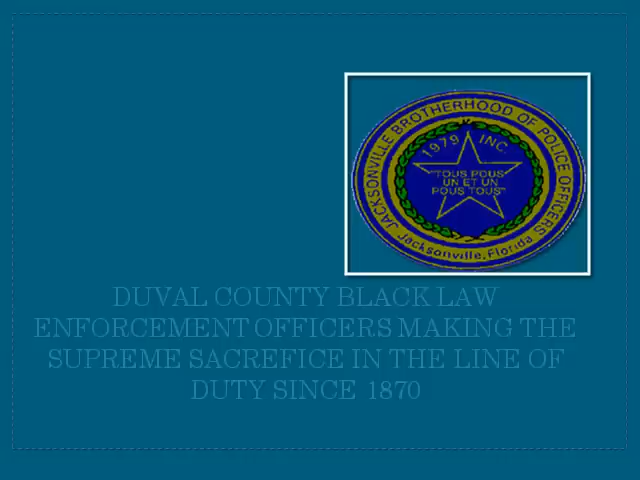 JACKSONVILLE BROTHERHOOD OF POLICE OFFICERS
1979 INC.
"TOUS POUS
UN ET UN
POUS TOUS"
Jacksonville, Florida
DUVAL COUNTY BLACK LAW
ENFORCEMENT OFFICERS MAKING THE
SUPREME SACREFICE IN THE LINE OF
DUTY SINCE 1870